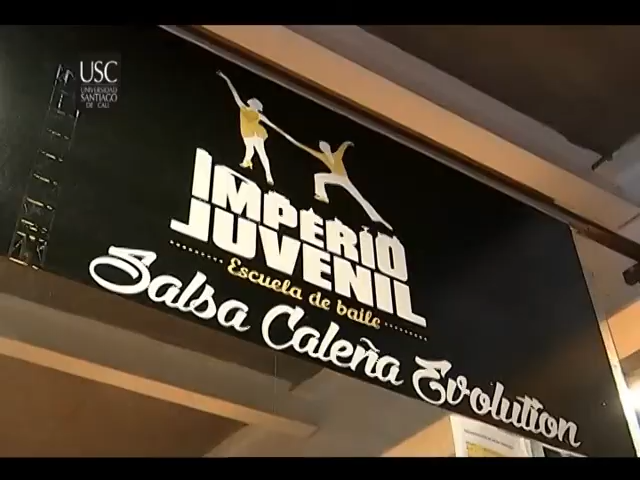 USC
UNIVERSIDAD
SANTIAGO
DE CALI
IMPERIO
JUVENIL
Escuela de baile
Salsa Caleña Evolution